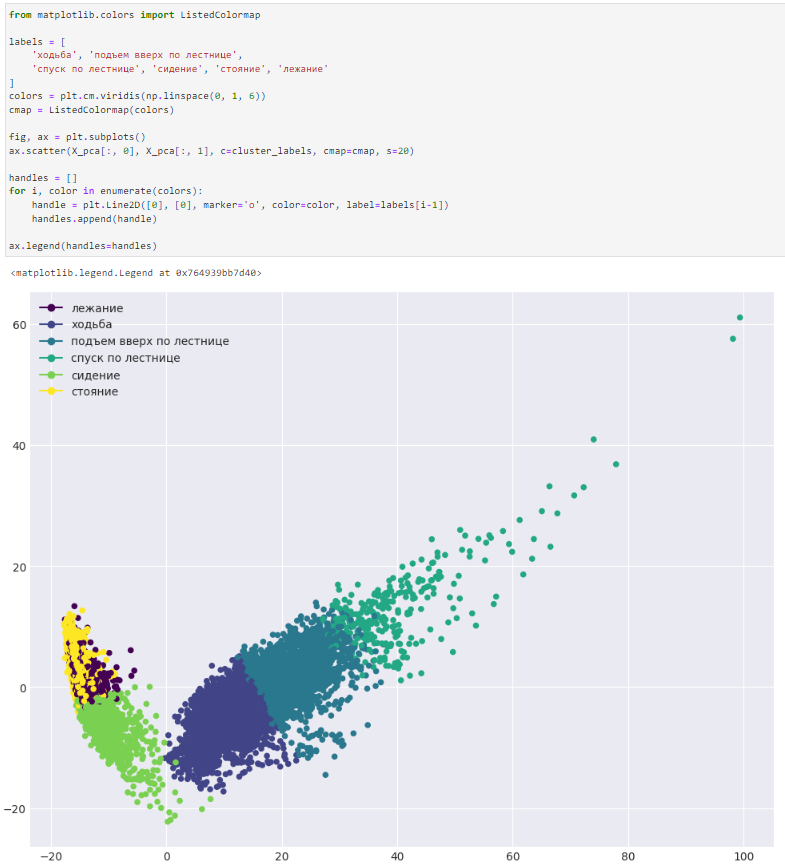 from matplotlib.colors import ListedColormap
labels = [
    'ходьба', 'подъем вверх по лестнице',
    'спуск по лестнице', 'сидение', 'стояние', 'лежание'
]
colors = plt.cm.viridis(np.linspace(0, 1, 6))
cmap = ListedColormap(colors)
fig, ax = plt.subplots()
ax.scatter(X_pca[:, 0], X_pca[:, 1], c=cluster_labels, cmap=cmap, s=20)
handles = []
for i, color in enumerate(colors):
    handle = plt.Line2D([0], [0], marker='o', color=color, label=labels[i-1])
    handles.append(handle)
ax.legend(handles=handles)
<matplotlib.legend.Legend at 0x764939bb7d40>
лежание
ходьба
подъем вверх по лестнице
спуск по лестнице
сидение
стояние
60
40
20
0
−20
−20 0 20 40 60 80 100